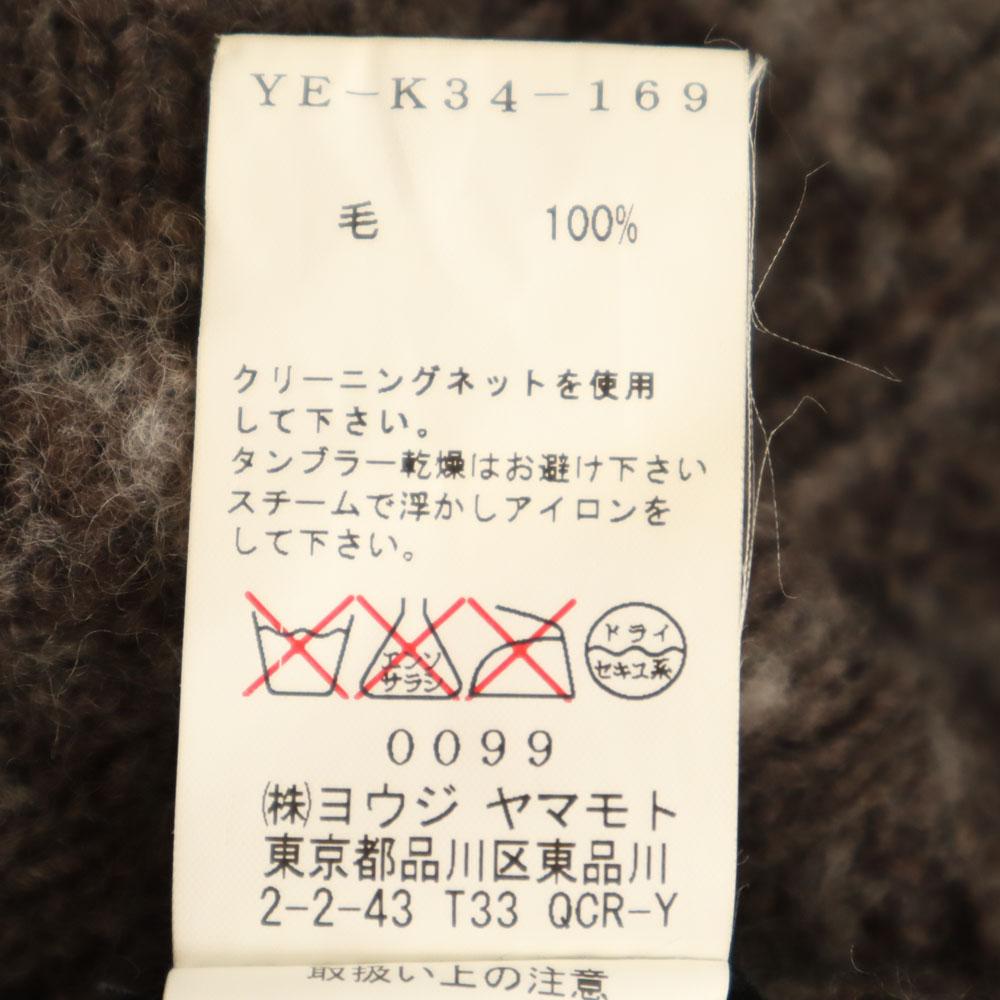 YE-K34-169
毛 100%
クリーニングネットを使用
して下さい。
タンブラー乾燥はお避け下さい
スチームで浮かしアイロンを
して下さい。
エンソ
サラシ
ドライ
セキユ系
0099
㈱ヨウジ ヤマモト
東京都品川区東品川
2-2-43 T33 QCR-Y
取扱い上の注意